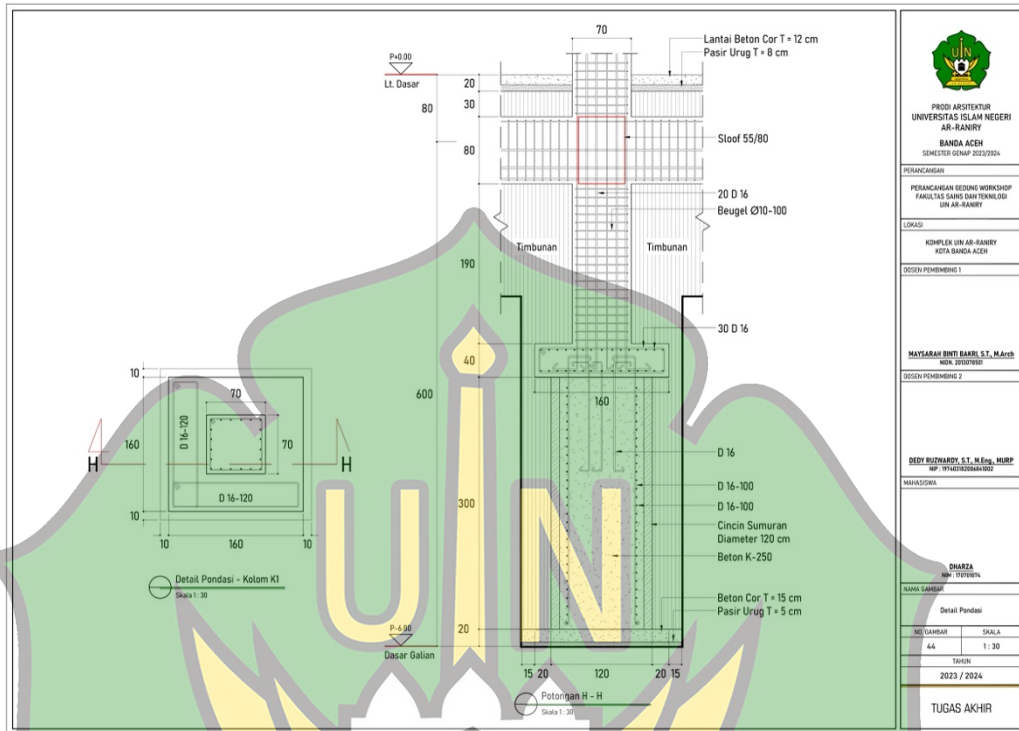 70
Lantai Beton Cor T = 12 cm
Pasir Urug T = 8 cm
P±0.00
Lt. Dasar
20
30
80
80
Sloof 55/80
20 D 16
Beugel Ø10-100
Timbunan
Timbunan
190
30 D 16
40
160
600
D 16
D 16-100
D 16-100
Cincin Sumuran
Diameter 120 cm
Beton K-250
300
Beton Cor T = 15 cm
Pasir Urug T = 5 cm
20
P-6.00
Dasar Galian
15 20 120 20 15
Potongan H - H
Skala 1 : 30
10
70
160
D 16-120
70
H
H
D 16-120
10
10 160 10
Detail Pondasi - Kolom K1
Skala 1 : 30
UIN
UIN
PRODI ARSITEKTUR
UNIVERSITAS ISLAM NEGERI
AR-RANIRY
BANDA ACEH
SEMESTER GENAP 2023/2024
PERANCANGAN
PERANCANGAN GEDUNG WORKSHOP
FAKULTAS SAINS DAN TEKNILOGI
UIN AR-RANIRY
LOKASI
KOMPLEK UIN AR-RANIRY
KOTA BANDA ACEH
DOSEN PEMBIMBING 1
MAYSARAH BINTI BAKRI, S.T., M.Arch
DOSEN PEMBIMBING 2
DEDY RUZWARDY, S.T., M.Eng., MURP
MAHASISWA
DHARZA
NAMA GAMBAR
Detail Pondasi
NO. GAMBAR SKALA
44 1 : 30
TAHUN
2023 / 2024
TUGAS AKHIR